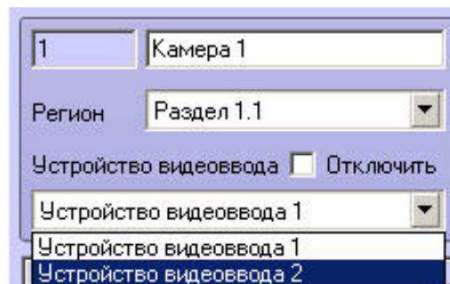 1 Камера 1
Регион Раздел 1.1
Устройство видеоввода Отключить
Устройство видеоввода 1
Устройство видеоввода 1
Устройство видеоввода 2